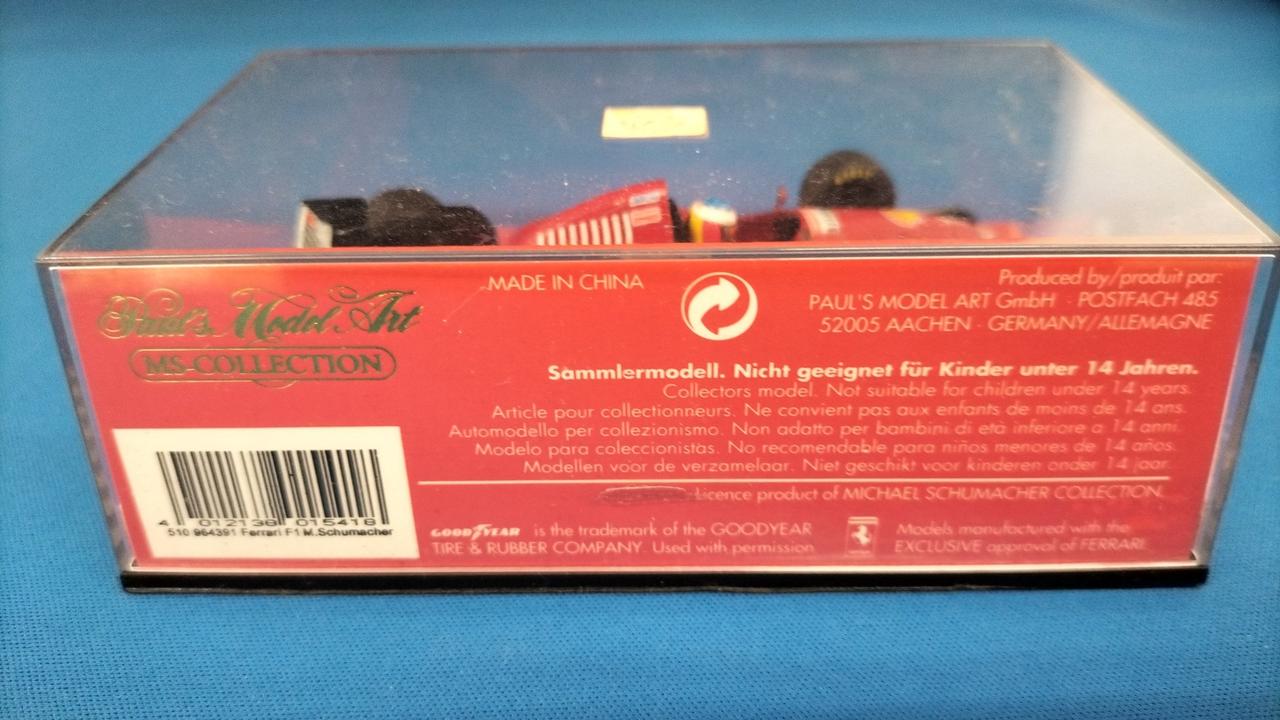 Paul's Model Art
MS-COLLECTION
MADE IN CHINA
Produced by/produit par:
PAUL'S MODEL ART GmbH · POSTFACH 485
52005 AACHEN · GERMANY/ALLEMAGNE
Sammlermodell. Nicht geeignet für Kinder unter 14 Jahren.
Collectors model. Not suitable for children under 14 years.
Article pour collectionneurs. Ne convient pas aux enfants de moins de 14 ans.
Automodello per collezionismo. Non adatto per bambini di età inferiore a 14 anni.
Modelo para coleccionistas. No recomendable para niños menores de 14 años.
Modellen voor de verzamelaar. Niet geschikt voor kinderen onder 14 jaar.
Licence product of MICHAEL SCHUMACHER COLLECTION.
4 012138 015418
510 964391 Ferrari F1 M.Schumacher
GOODYEAR is the trademark of the GOODYEAR
TIRE & RUBBER COMPANY. Used with permission
Models manufactured with the
EXCLUSIVE approval of FERRARI.